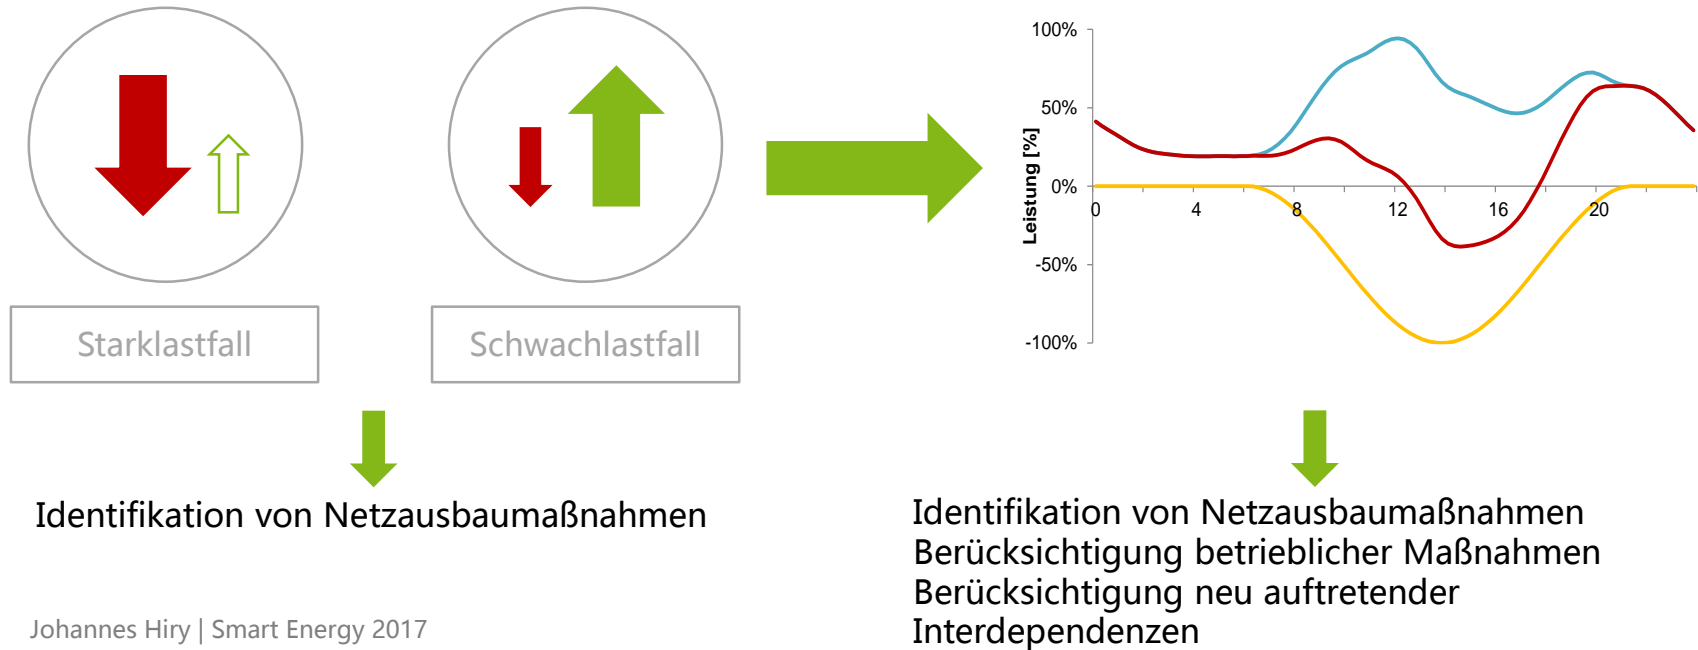 Starklastfall
Schwachlastfall
Identifikation von Netzausbaumaßnahmen
Leistung [%]
100%
50%
0%
-50%
-100%
0 4 8 12 16 20
Identifikation von Netzausbaumaßnahmen
Berücksichtigung betrieblicher Maßnahmen
Berücksichtigung neu auftretender
Interdependenzen
Johannes Hiry | Smart Energy 2017